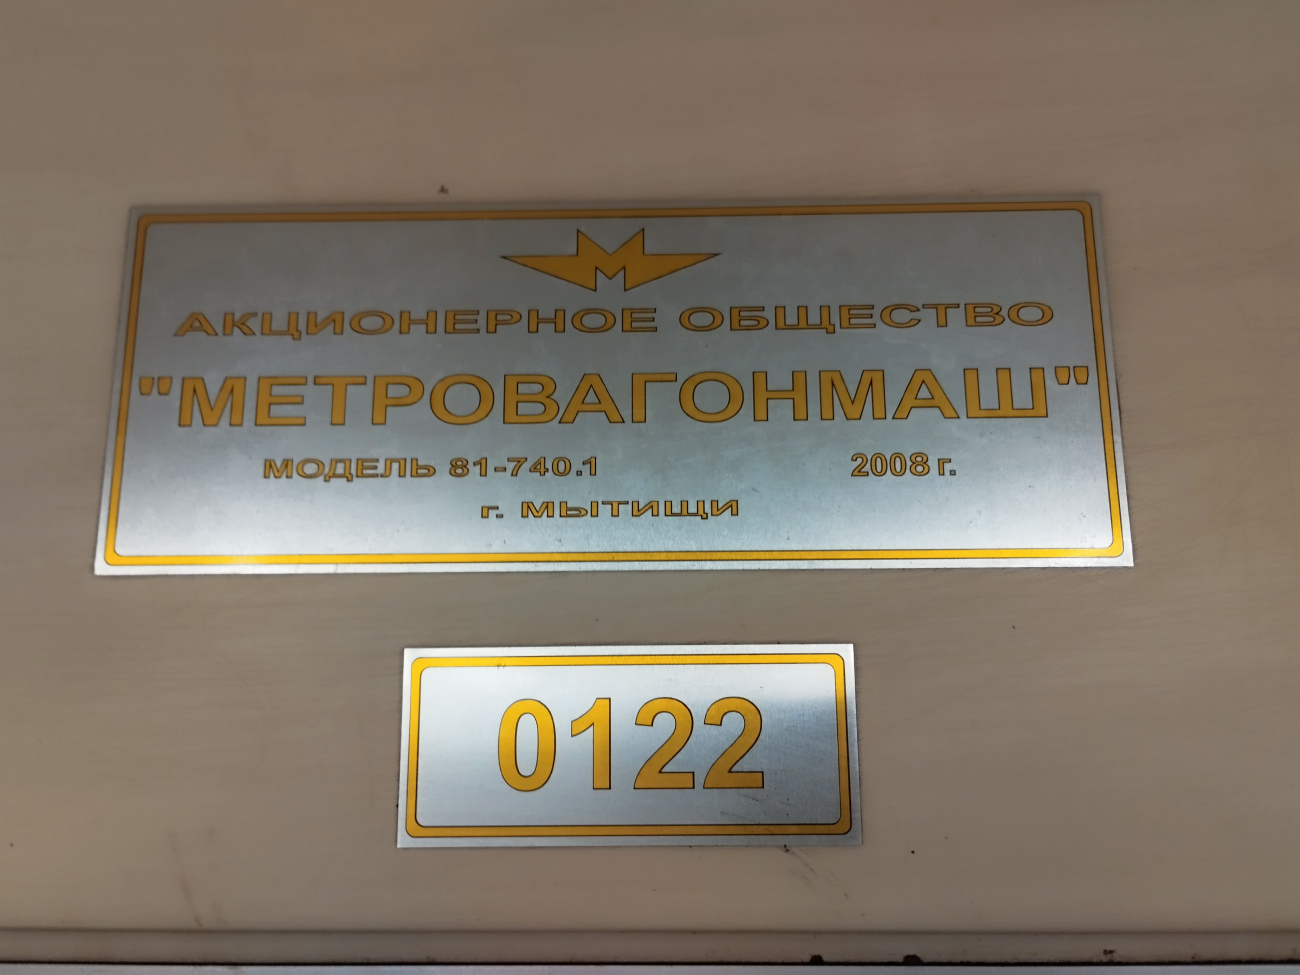 АКЦИОНЕРНОЕ ОБЩЕСТВО
"МЕТРОВАГОНМАШ"
МОДЕЛЬ 81-740.1 2008 г.
г. МЫТИЩИ
0122